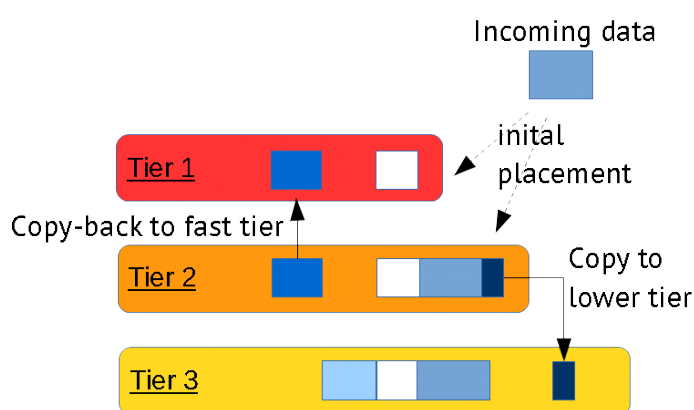 Incoming data
inital
placement
Tier 1
Copy-back to fast tier
Tier 2
Copy to
lower tier
Tier 3